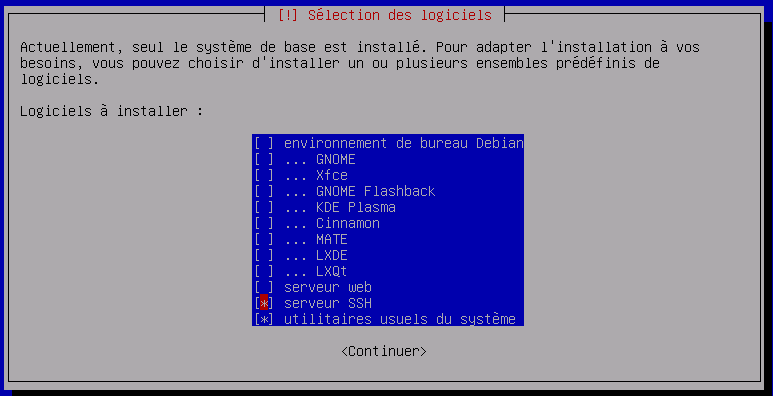 [!] Sélection des logiciels
Actuellement, seul le système de base est installé. Pour adapter l'installation à vos
besoins, vous pouvez choisir d'installer un ou plusieurs ensembles prédéfinis de
logiciels.
Logiciels à installer :
[ ] environnement de bureau Debian
[ ] ... GNOME
[ ] ... Xfce
[ ] ... GNOME Flashback
[ ] ... KDE Plasma
[ ] ... Cinnamon
[ ] ... MATE
[ ] ... LXDE
[ ] ... LXQt
[ ] serveur web
[*] serveur SSH
[*] utilitaires usuels du système
<Continuer>